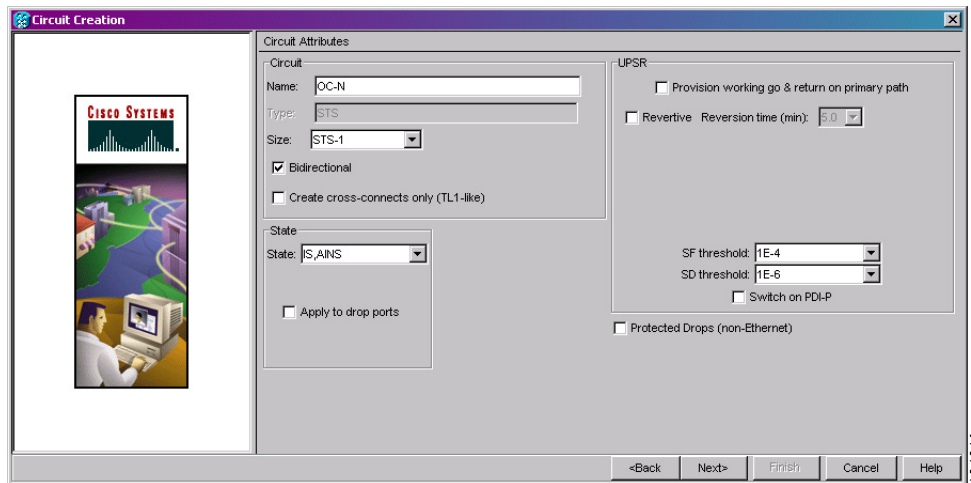 Circuit Creation
CISCO SYSTEMS
Circuit Attributes
Circuit
Name: OC-N
Type: STS
Size: STS-1
Bidirectional
Create cross-connects only (TL1-like)
State
State: IS,AINS
Apply to drop ports
UPSR
Provision working go & return on primary path
Revertive Reversion time (min): 5.0
SF threshold: 1E-4
SD threshold: 1E-6
Switch on PDI-P
Protected Drops (non-Ethernet)
<Back Next> Finish Cancel Help